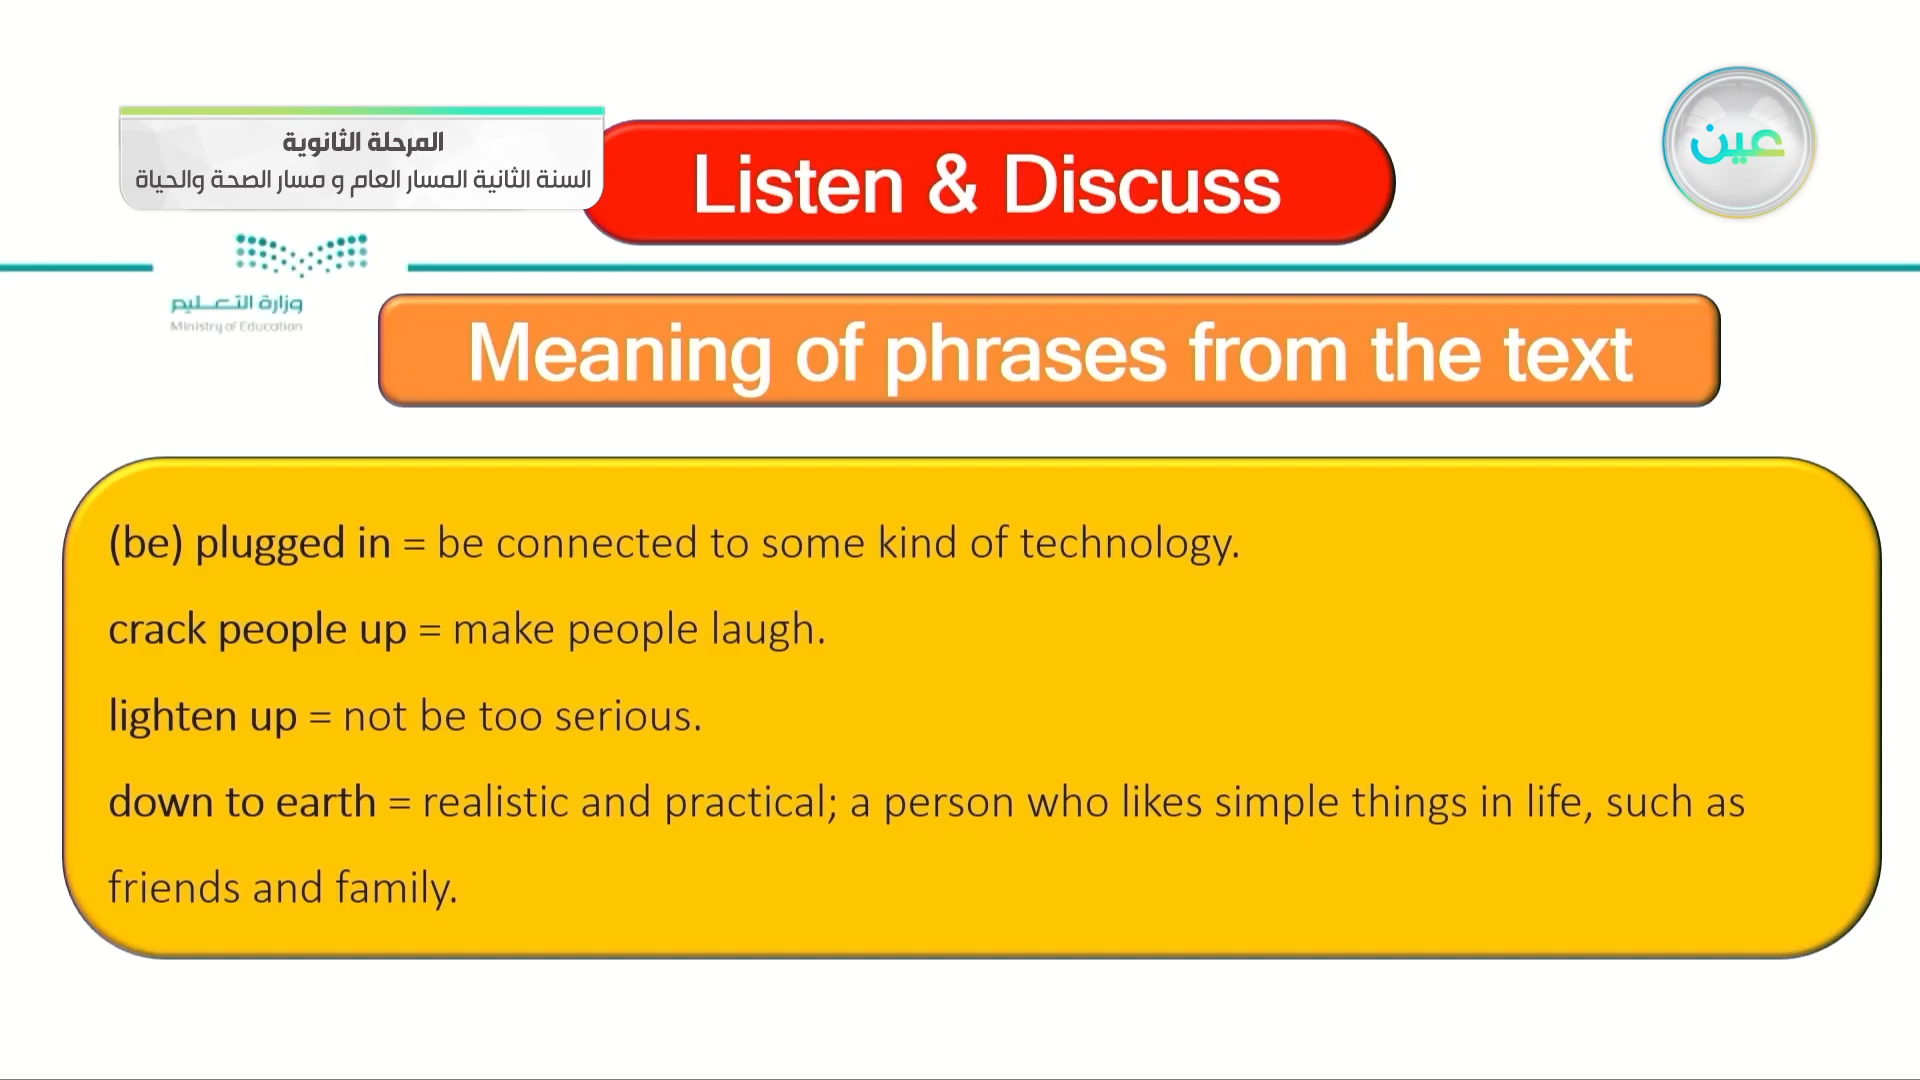 المرحلة الثانوية
السنة الثانية المسار العام و مسار الصحة والحياة
Listen & Discuss
عين
وزارة التعليم
Ministry of Education
Meaning of phrases from the text
(be) plugged in = be connected to some kind of technology.
crack people up = make people laugh.
lighten up = not be too serious.
down to earth = realistic and practical; a person who likes simple things in life, such as
friends and family.